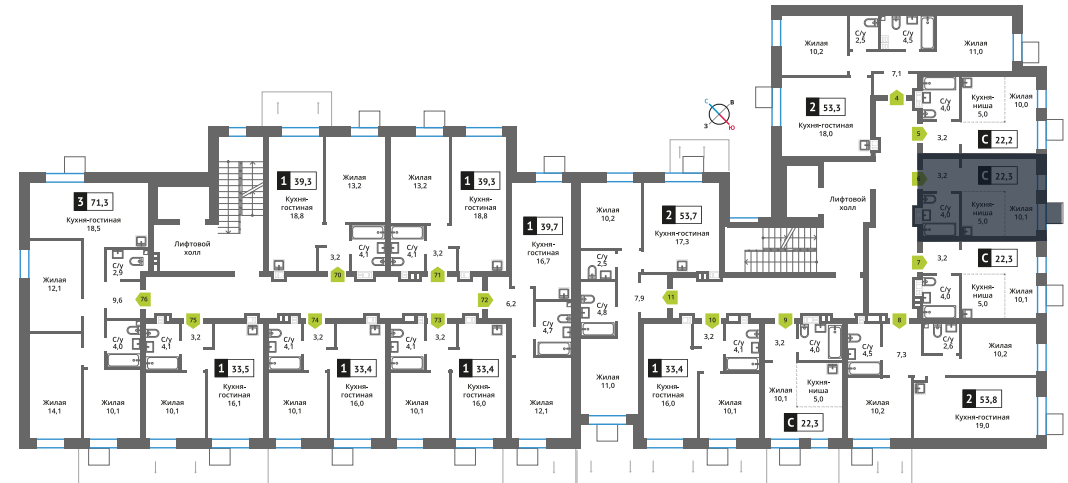 Жилая
10,2
С/у
2,5
С/у
4,5
Жилая
11,0
7,1
4
2 53,3
Кухня-гостиная
18,0
С/у
4,0
Кухня-
ниша
5,0
Жилая
10,0
5
3,2
С 22,2
6
3,2
С 22,3
С/у
4,0
Кухня-
ниша
5,0
Жилая
10,1
7
3,2
С 22,3
С/у
4,0
Кухня-
ниша
5,0
Жилая
10,1
8
С/у
4,5
7,3
С/у
2,6
Жилая
10,2
Жилая
10,2
2 53,8
Кухня-гостиная
19,0
Лифтовой
холл
С
В
З
Ю
3 71,3
Кухня-гостиная
18,5
Жилая
12,1
С/у
2,9
9,6
76
С/у
4,0
Жилая
14,1
Жилая
10,1
Лифтовой
холл
1 39,3
Кухня-
гостиная
18,8
Жилая
13,2
3,2
С/у
4,1
70
Жилая
13,2
1 39,3
Кухня-
гостиная
18,8
С/у
4,1
3,2
71
1 39,7
Кухня-
гостиная
16,7
72
6,2
С/у
4,7
Жилая
12,1
75
С/у
4,1
3,2
1 33,5
Кухня-
гостиная
16,1
Жилая
10,1
74
С/у
4,1
3,2
1 33,4
Кухня-
гостиная
16,0
Жилая
10,1
73
С/у
4,1
3,2
1 33,4
Кухня-
гостиная
16,0
Жилая
10,1
Жилая
10,2
2 53,7
Кухня-гостиная
17,3
С/у
2,5
7,9
11
С/у
4,8
Жилая
11,0
10
3,2
С/у
4,1
1 33,4
Кухня-
гостиная
16,0
Жилая
10,1
9
3,2
С/у
4,0
Жилая
10,1
Кухня-
ниша
5,0
С 22,3